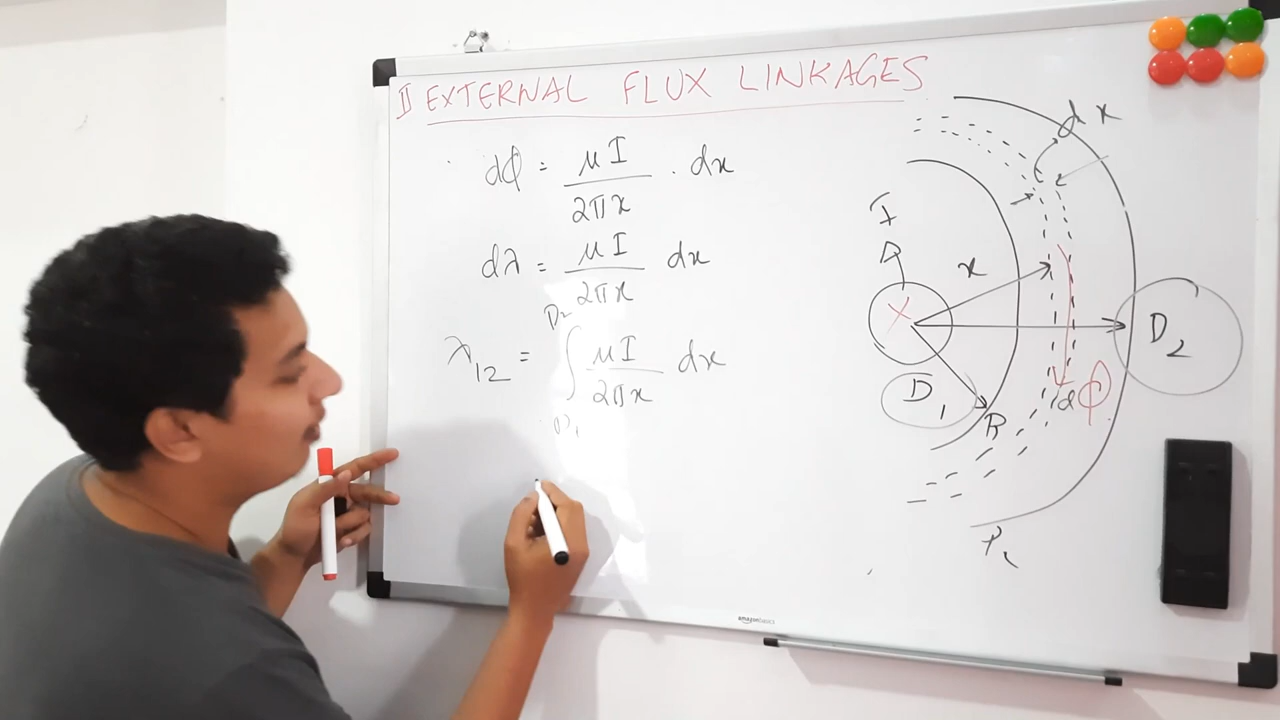 II EXTERNAL FLUX LINKAGES
dϕ = μI / 2πx . dx
dλ = μI / 2πx dx
λ12 = ∫ D2 D1 μI / 2πx dx
dx
I
x
X
D2
D1
dϕ
amazonbasics